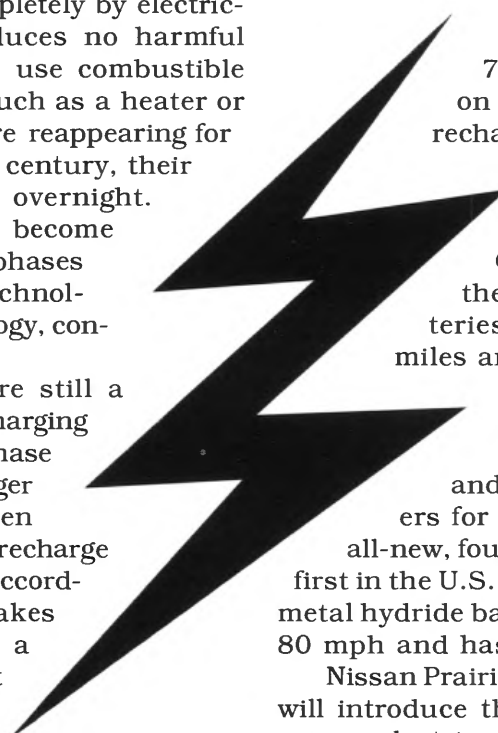 pletely by electric-
duces no harmful
use combustible
uch as a heater or
re reappearing for
century, their
overnight.
become
phases
chnol-
ogy, con-
re still a
harging
hase
ger
en
recharge
ccord-
akes
a
7
on
recha
the
teries
miles a
and
ers for
all-new, fou
first in the U.S.
metal hydride ba
80 mph and has
Nissan Prairi
will introduce th